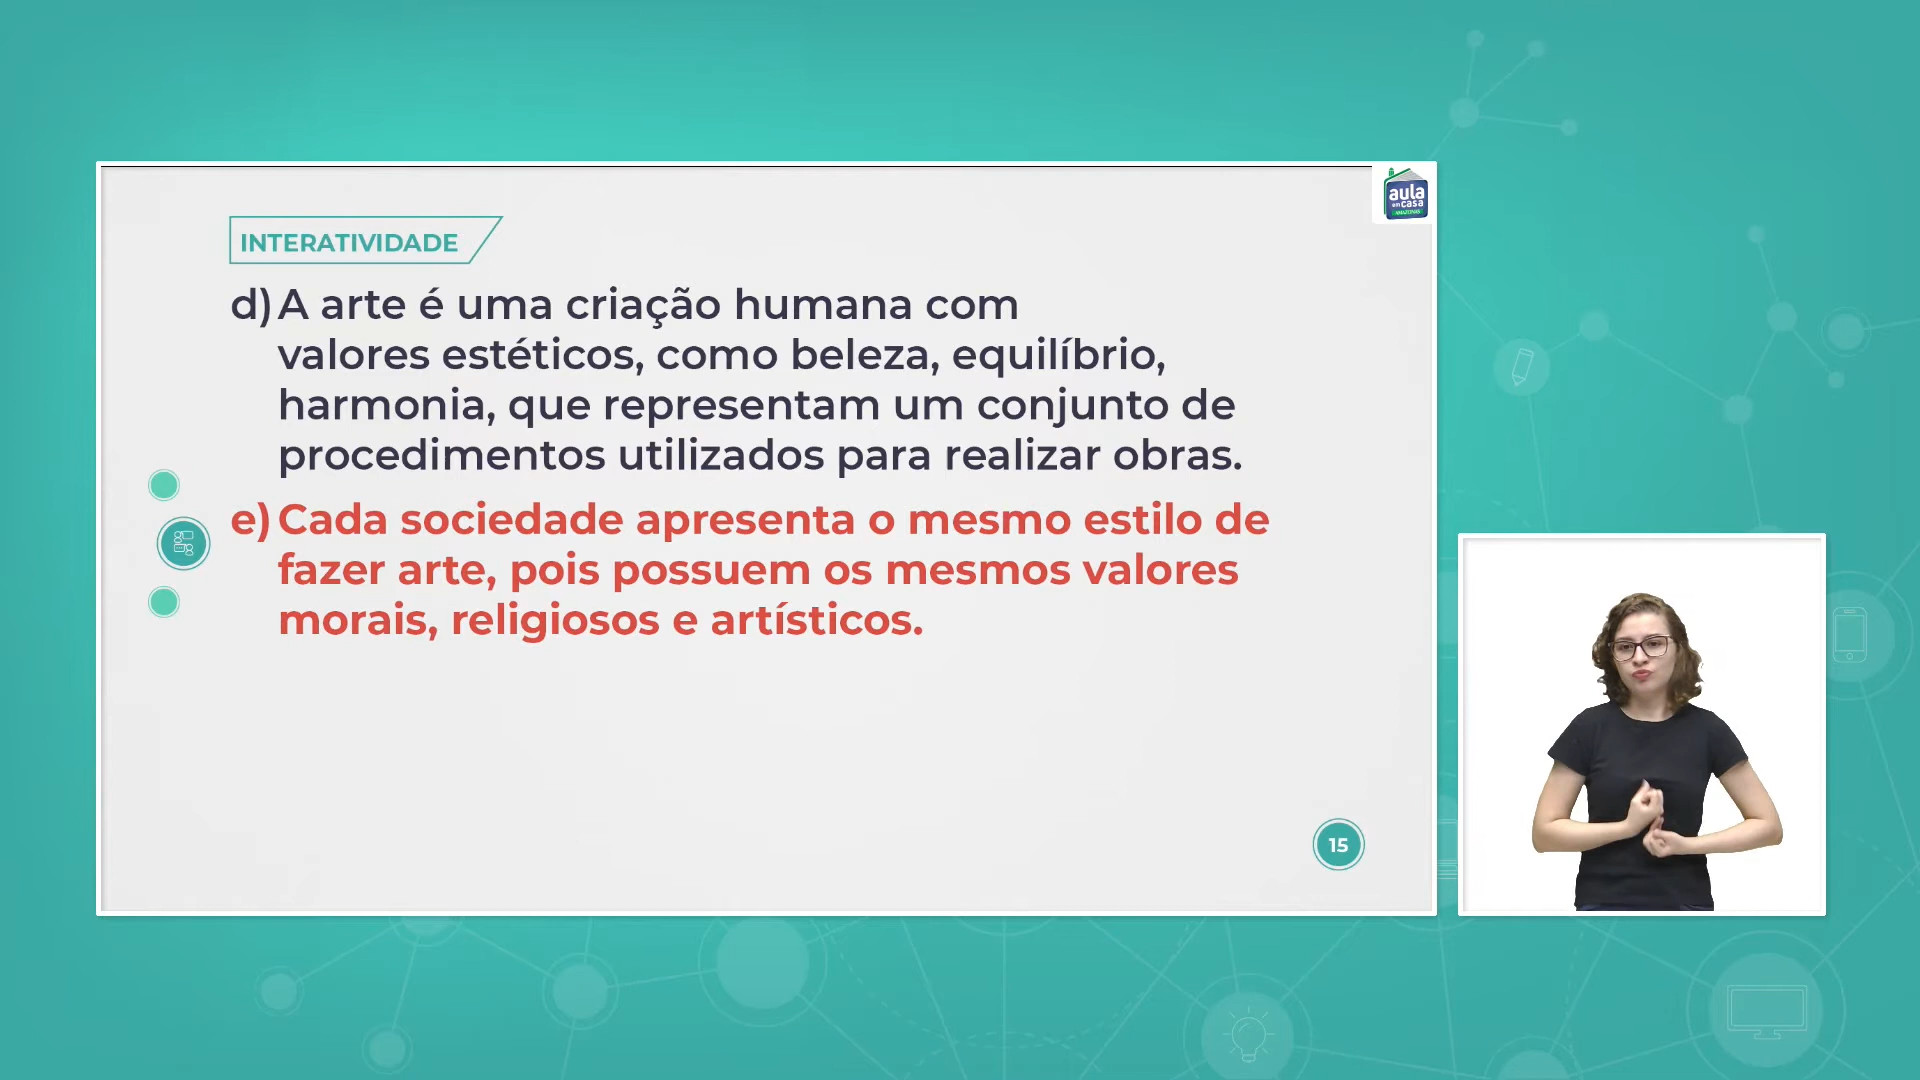 aula
em casa
AMAZONAS
INTERATIVIDADE
d) A arte é uma criação humana com
valores estéticos, como beleza, equilíbrio,
harmonia, que representam um conjunto de
procedimentos utilizados para realizar obras.
e) Cada sociedade apresenta o mesmo estilo de
fazer arte, pois possuem os mesmos valores
morais, religiosos e artísticos.
15